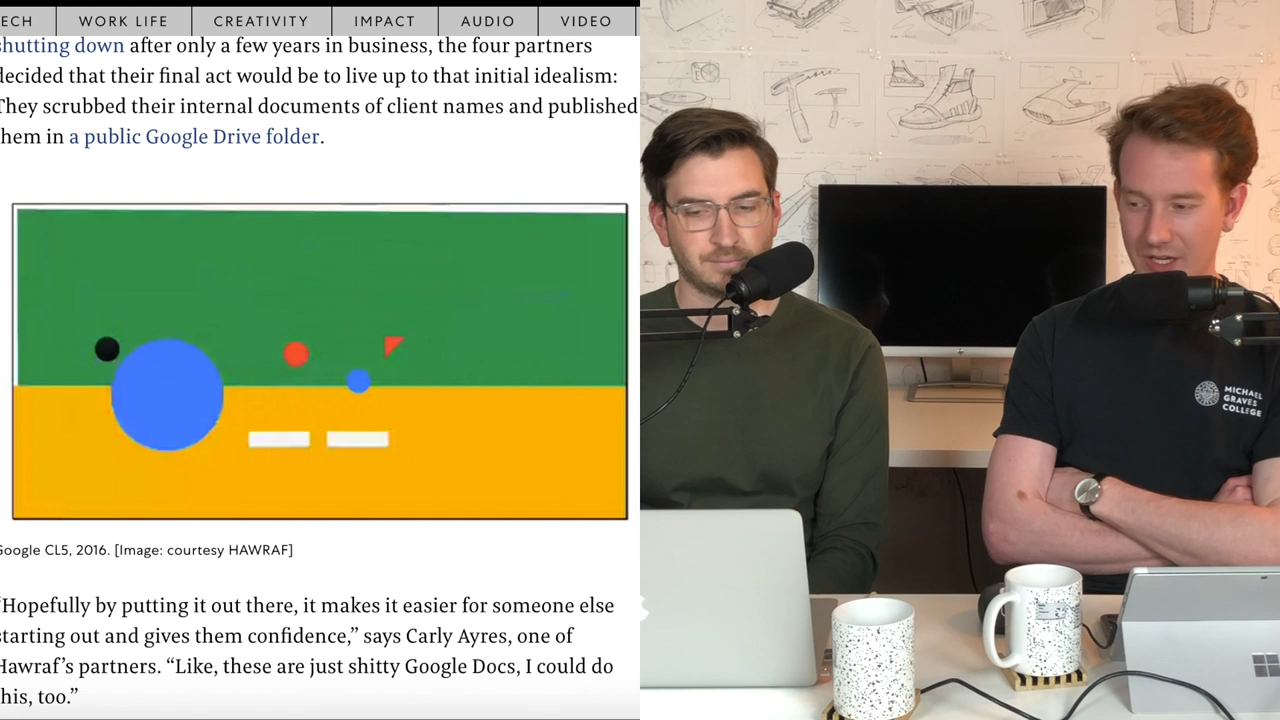 ECH WORK LIFE CREATIVITY IMPACT AUDIO VIDEO
shutting down after only a few years in business, the four partners
decided that their final act would be to live up to that initial idealism:
They scrubbed their internal documents of client names and published
them in a public Google Drive folder.
Google CL5, 2016. [Image: courtesy HAWRAF]
“Hopefully by putting it out there, it makes it easier for someone else
starting out and gives them confidence,” says Carly Ayres, one of
Hawraf’s partners. “Like, these are just shitty Google Docs, I could do
this, too.”
MICHAEL
GRAVES
COLLEGE